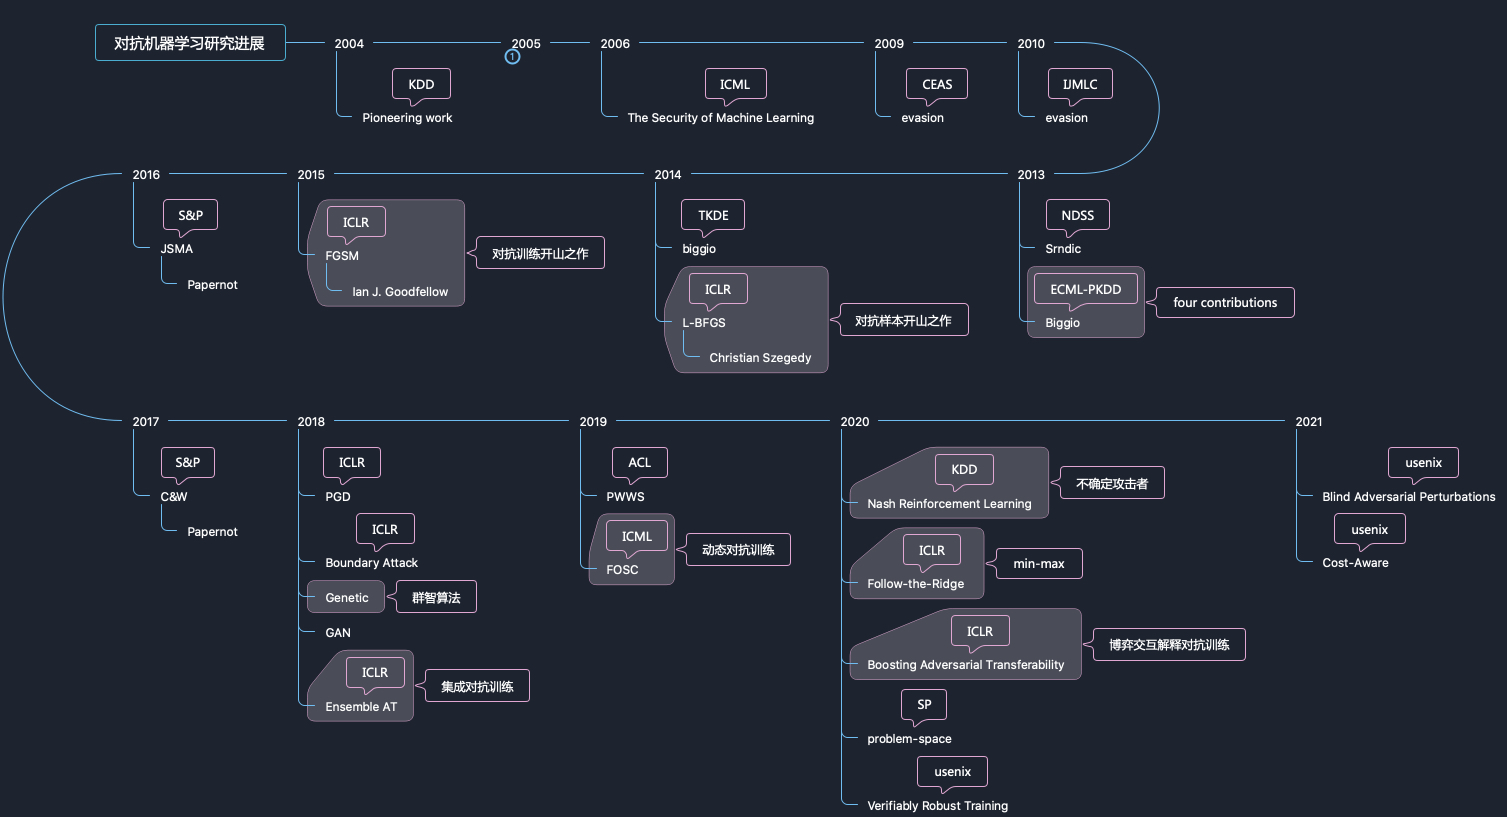 对抗机器学习研究进展
2004
2005
2006
2009
2010
1
KDD
ICML
CEAS
IJMLC
Pioneering work
The Security of Machine Learning
evasion
evasion
2016
2015
2014
2013
S&P
JSMA
Papernot
ICLR
FGSM
Ian J. Goodfellow
对抗训练开山之作
TKDE
biggio
ICLR
L-BFGS
Christian Szegedy
对抗样本开山之作
NDSS
Srndic
ECML-PKDD
Biggio
four contributions
2017
2018
2019
2020
2021
S&P
C&W
Papernot
ICLR
PGD
ICLR
Boundary Attack
Genetic
群智算法
GAN
ICLR
Ensemble AT
集成对抗训练
ACL
PWWS
ICML
FOSC
动态对抗训练
KDD
Nash Reinforcement Learning
不确定攻击者
ICLR
Follow-the-Ridge
min-max
ICLR
Boosting Adversarial Transferability
博弈交互解释对抗训练
SP
problem-space
usenix
Verifiably Robust Training
usenix
Blind Adversarial Perturbations
usenix
Cost-Aware